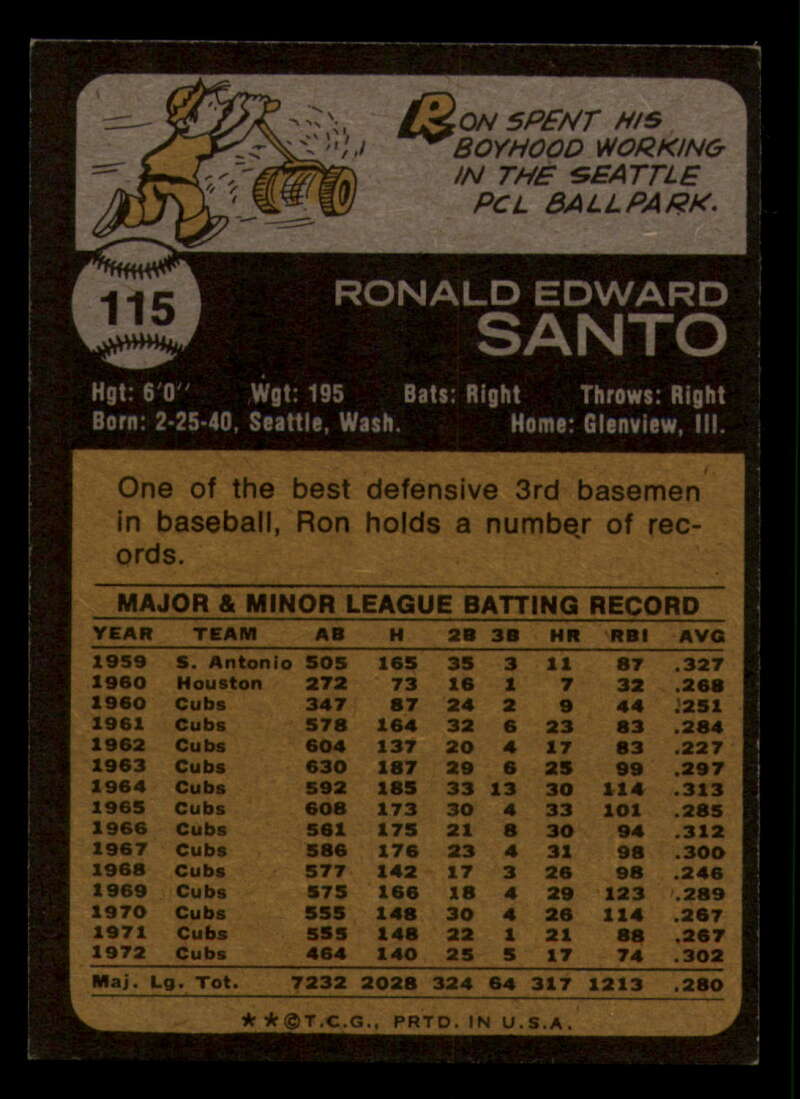 RON SPENT HIS
BOYHOOD WORKING
IN THE SEATTLE
PCL BALLPARK.
115
RONALD EDWARD
SANTO
Hgt: 6'0" Wgt: 195 Bats: Right Throws: Right
Born: 2-25-40, Seattle, Wash. Home: Glenview, Ill.
One of the best defensive 3rd basemen
in baseball, Ron holds a number of rec-
ords.
MAJOR & MINOR LEAGUE BATTING RECORD
YEAR TEAM AB H 2B 3B HR RBI AVG
1959 S. Antonio 505 165 35 3 11 87 .327
1960 Houston 272 73 16 1 7 32 .268
1960 Cubs 347 87 24 2 9 44 .251
1961 Cubs 578 164 32 6 23 83 .284
1962 Cubs 604 137 20 4 17 83 .227
1963 Cubs 630 187 29 6 25 99 .297
1964 Cubs 592 185 33 13 30 114 .313
1965 Cubs 608 173 30 4 33 101 .285
1966 Cubs 561 175 21 8 30 94 .312
1967 Cubs 586 176 23 4 31 98 .300
1968 Cubs 577 142 17 3 26 98 .246
1969 Cubs 575 166 18 4 29 123 .289
1970 Cubs 555 148 30 4 26 114 .267
1971 Cubs 555 148 22 1 21 88 .267
1972 Cubs 464 140 25 5 17 74 .302
Maj. Lg. Tot. 7232 2028 324 64 317 1213 .280
★★©T.C.G., PRTD. IN U.S.A.